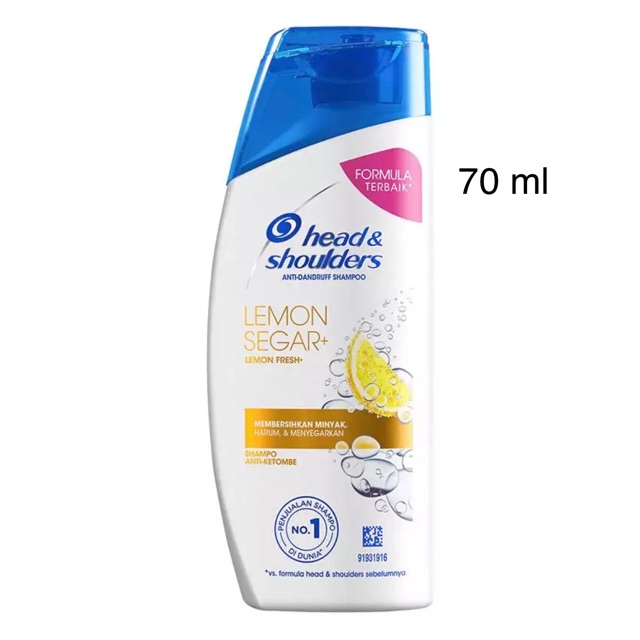 FORMULA
TERBAIK*
70 ml
head &
shoulders
ANTI-DANDRUFF SHAMPOO
LEMON
SEGAR+
LEMON FRESH+
MEMBERSIHKAN MINYAK,
HARUM, & MENYEGARKAN
SHAMPO
ANTI-KETOMBE
PENJUALAN SHAMPO
NO.1
DI DUNIA*
91931916
*vs. formula head & shoulders sebelumnya